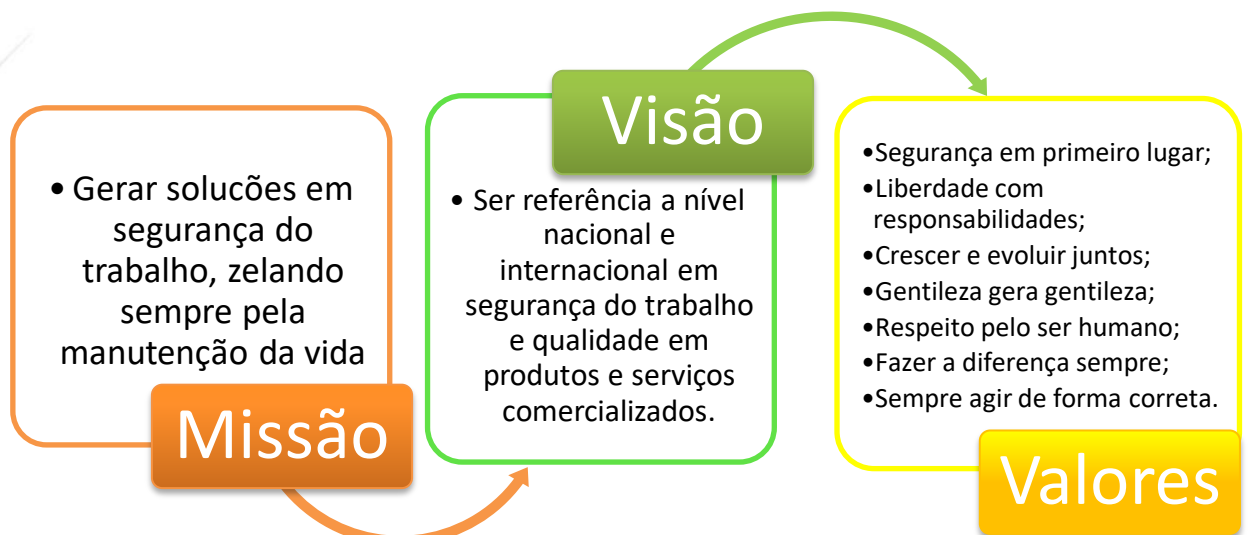 • Gerar solucões em
segurança do
trabalho, zelando
sempre pela
manutenção da vida
Missão
Visão
• Ser referência a nível
nacional e
internacional em
segurança do trabalho
e qualidade em
produtos e serviços
comercializados.
•Segurança em primeiro lugar;
•Liberdade com
responsabilidades;
•Crescer e evoluir juntos;
•Gentileza gera gentileza;
•Respeito pelo ser humano;
•Fazer a diferença sempre;
•Sempre agir de forma correta.
Valores